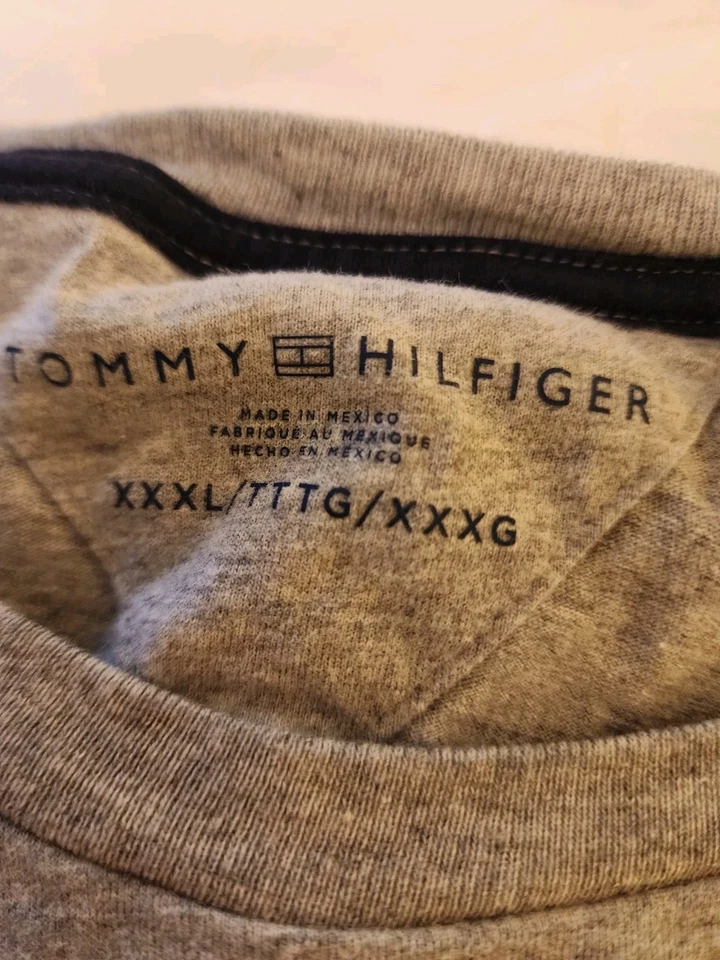 TOMMY HILFIGER
MADE IN MEXICO
FABRIQUÉ AU MEXIQUE
HECHO EN MÉXICO
XXXL/TTTG/XXXG